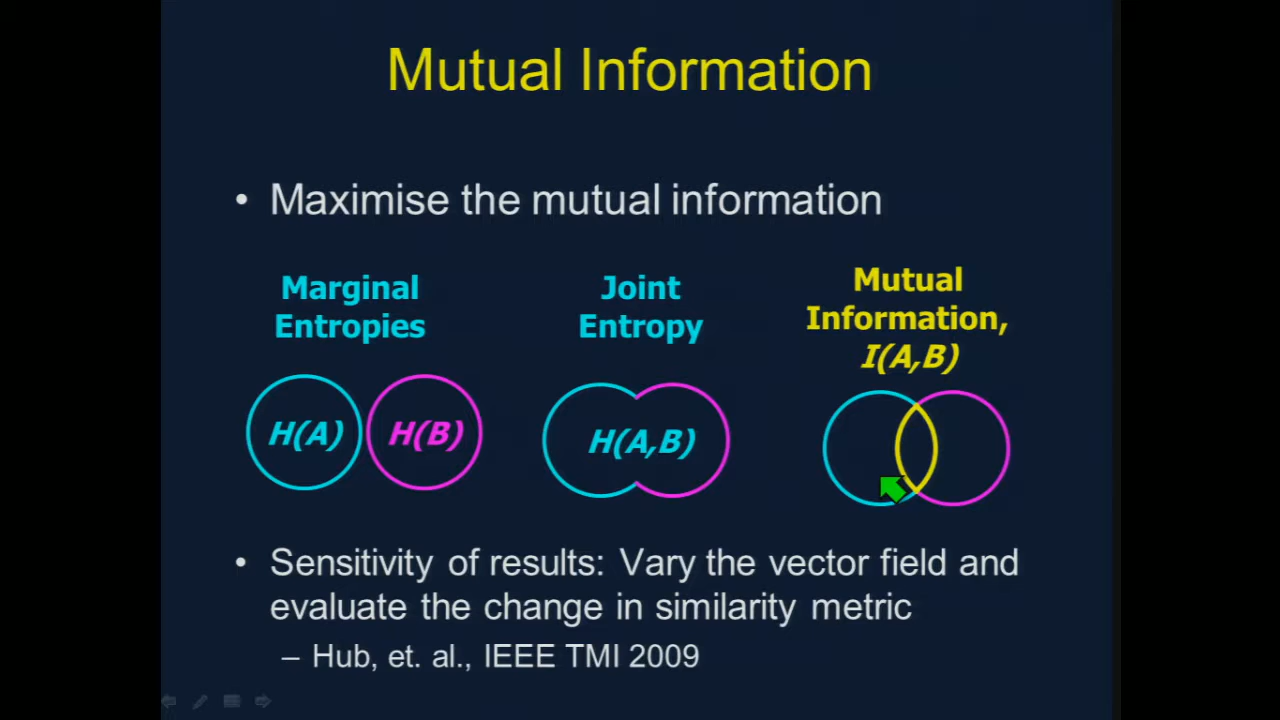 Mutual Information
• Maximise the mutual information
Marginal
Entropies
Joint
Entropy
Mutual
Information,
I(A,B)
H(A)
H(B)
H(A,B)
• Sensitivity of results: Vary the vector field and
evaluate the change in similarity metric
– Hub, et. al., IEEE TMI 2009